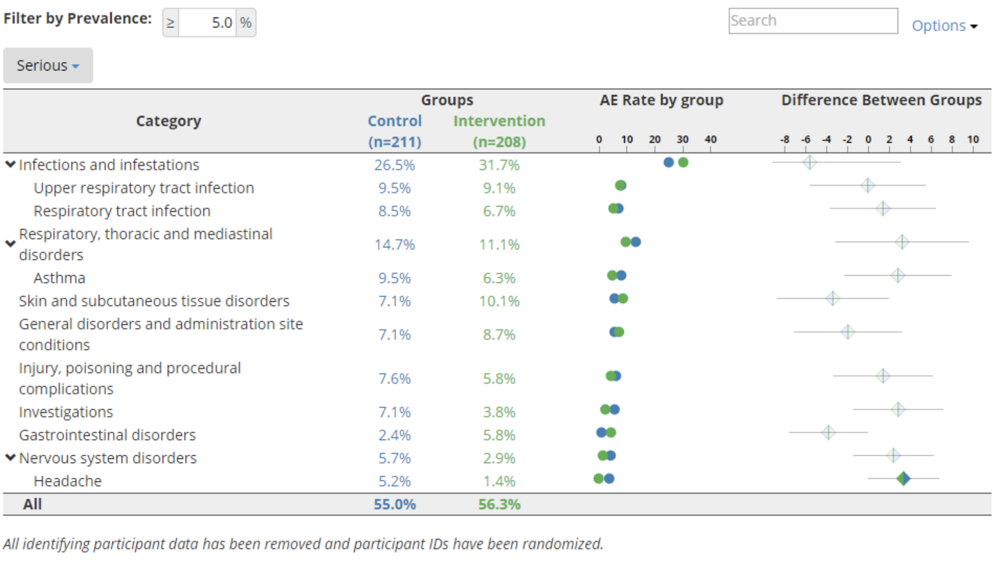 Filter by Prevalence: ≥ 5.0 % Search Options
Serious
Groups AE Rate by group Difference Between Groups
Category Control Intervention
(n=211) (n=208) 0 10 20 30 40 -8 -6 -4 -2 0 2 4 6 8 10
Infections and infestations 26.5% 31.7%
Upper respiratory tract infection 9.5% 9.1%
Respiratory tract infection 8.5% 6.7%
Respiratory, thoracic and mediastinal
disorders 14.7% 11.1%
Asthma 9.5% 6.3%
Skin and subcutaneous tissue disorders 7.1% 10.1%
General disorders and administration site
conditions 7.1% 8.7%
Injury, poisoning and procedural
complications 7.6% 5.8%
Investigations 7.1% 3.8%
Gastrointestinal disorders 2.4% 5.8%
Nervous system disorders 5.7% 2.9%
Headache 5.2% 1.4%
All 55.0% 56.3%
All identifying participant data has been removed and participant IDs have been randomized.